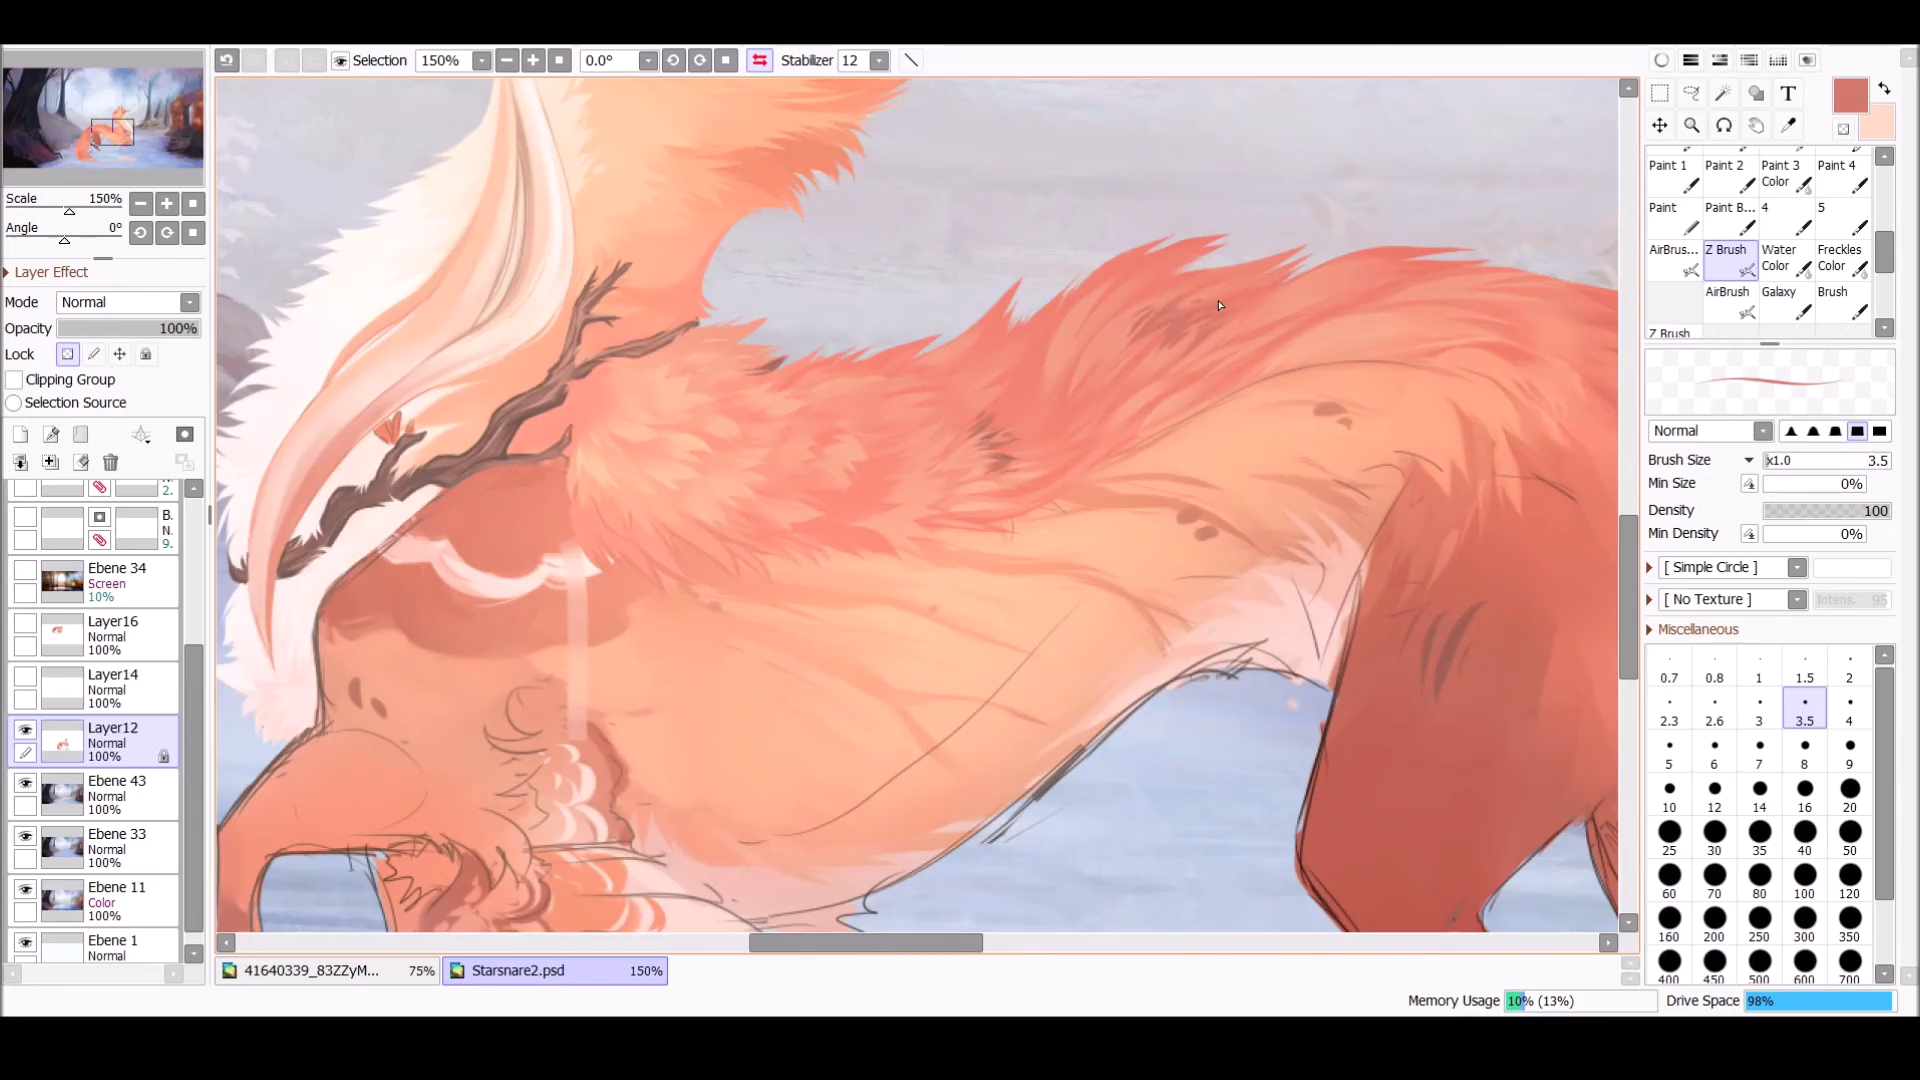 Selection 150% 0.0° Stabilizer 12
Scale 150%
Angle 0°
Layer Effect
Mode Normal
Opacity 100%
Lock
Clipping Group
Selection Source
2.
B.
N.
9.
Ebene 34
Screen
10%
Layer16
Normal
100%
Layer14
Normal
100%
Layer12
Normal
100%
Ebene 43
Normal
100%
Ebene 33
Normal
100%
Ebene 11
Color
100%
Ebene 1
Normal
41640339_83ZZyM... 75% Starsnare2.psd 150%
T
Paint 1 Paint 2 Paint 3 Color Paint 4
Paint Paint B... 4 5
AirBrus... Z Brush Water Color Freckles Color
AirBrush Galaxy Brush
Z Brush
Normal
Brush Size x1.0 3.5
Min Size 0%
Density 100
Min Density 0%
[ Simple Circle ]
[ No Texture ] Intens. 95
Miscellaneous
0.7 0.8 1 1.5 2
2.3 2.6 3 3.5 4
5 6 7 8 9
10 12 14 16 20
25 30 35 40 50
60 70 80 100 120
160 200 250 300 350
400 450 500 600 700
Memory Usage 10% (13%) Drive Space 98%